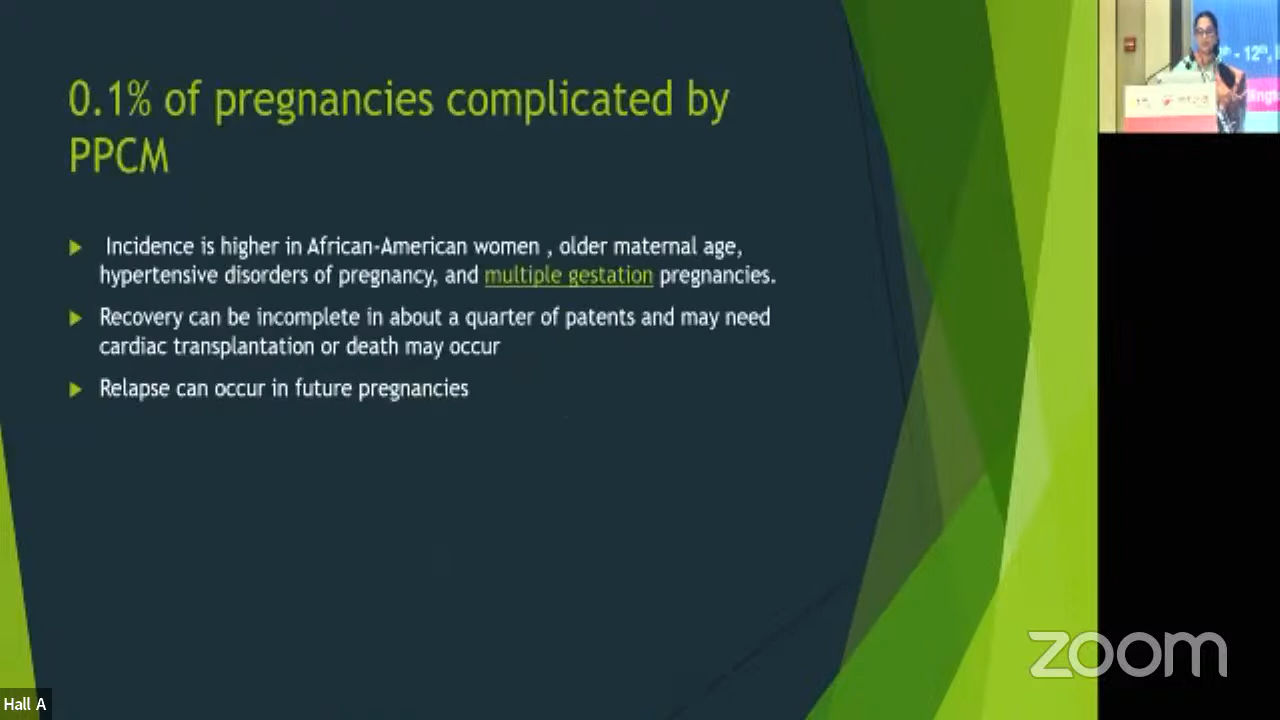 0.1% of pregnancies complicated by
PPCM
Incidence is higher in African-American women , older maternal age,
hypertensive disorders of pregnancy, and multiple gestation pregnancies.
Recovery can be incomplete in about a quarter of patents and may need
cardiac transplantation or death may occur
Relapse can occur in future pregnancies
- 12th,
Hall A
zoom